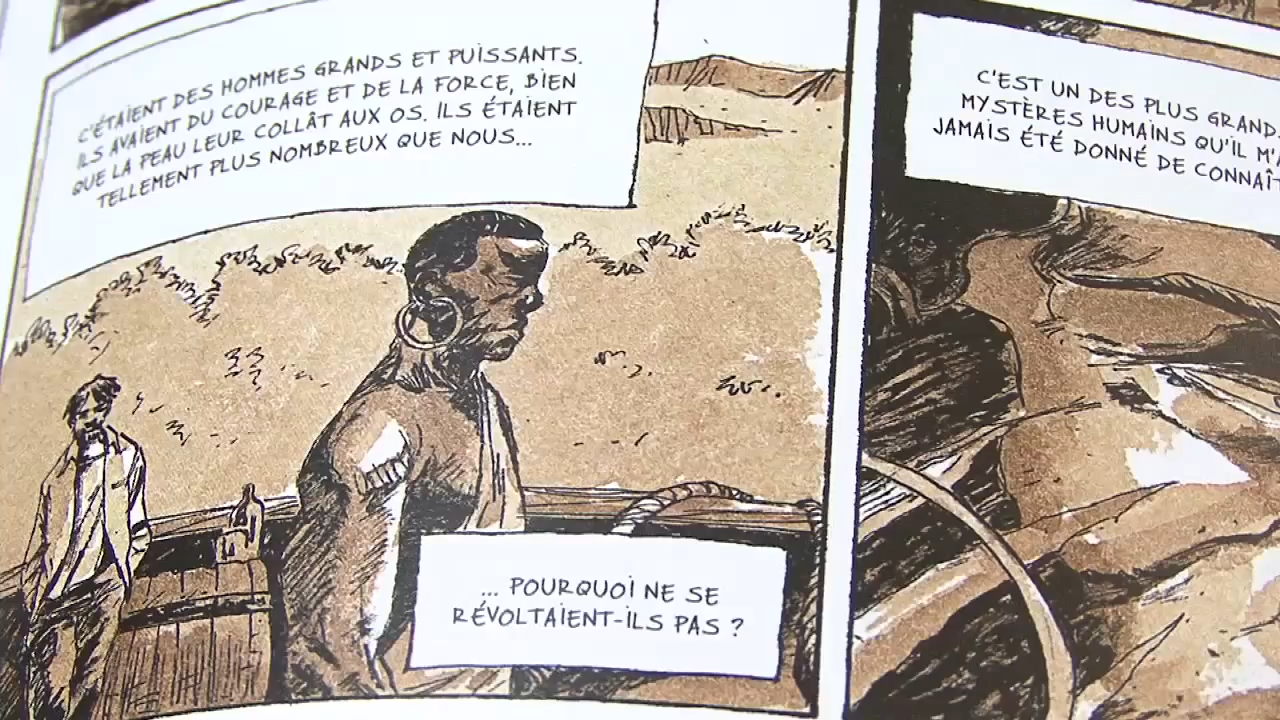 C'ÉTAIENT DES HOMMES GRANDS ET PUISSANTS.
ILS AVAIENT DU COURAGE ET DE LA FORCE, BIEN
QUE LA PEAU LEUR COLLÂT AUX OS. ILS ÉTAIENT
TELLEMENT PLUS NOMBREUX QUE NOUS...
... POURQUOI NE SE
RÉVOLTAIENT-ILS PAS ?
C'EST UN DES PLUS GRAND
MYSTÈRES HUMAINS QU'IL M'A
JAMAIS ÉTÉ DONNÉ DE CONNAÎT